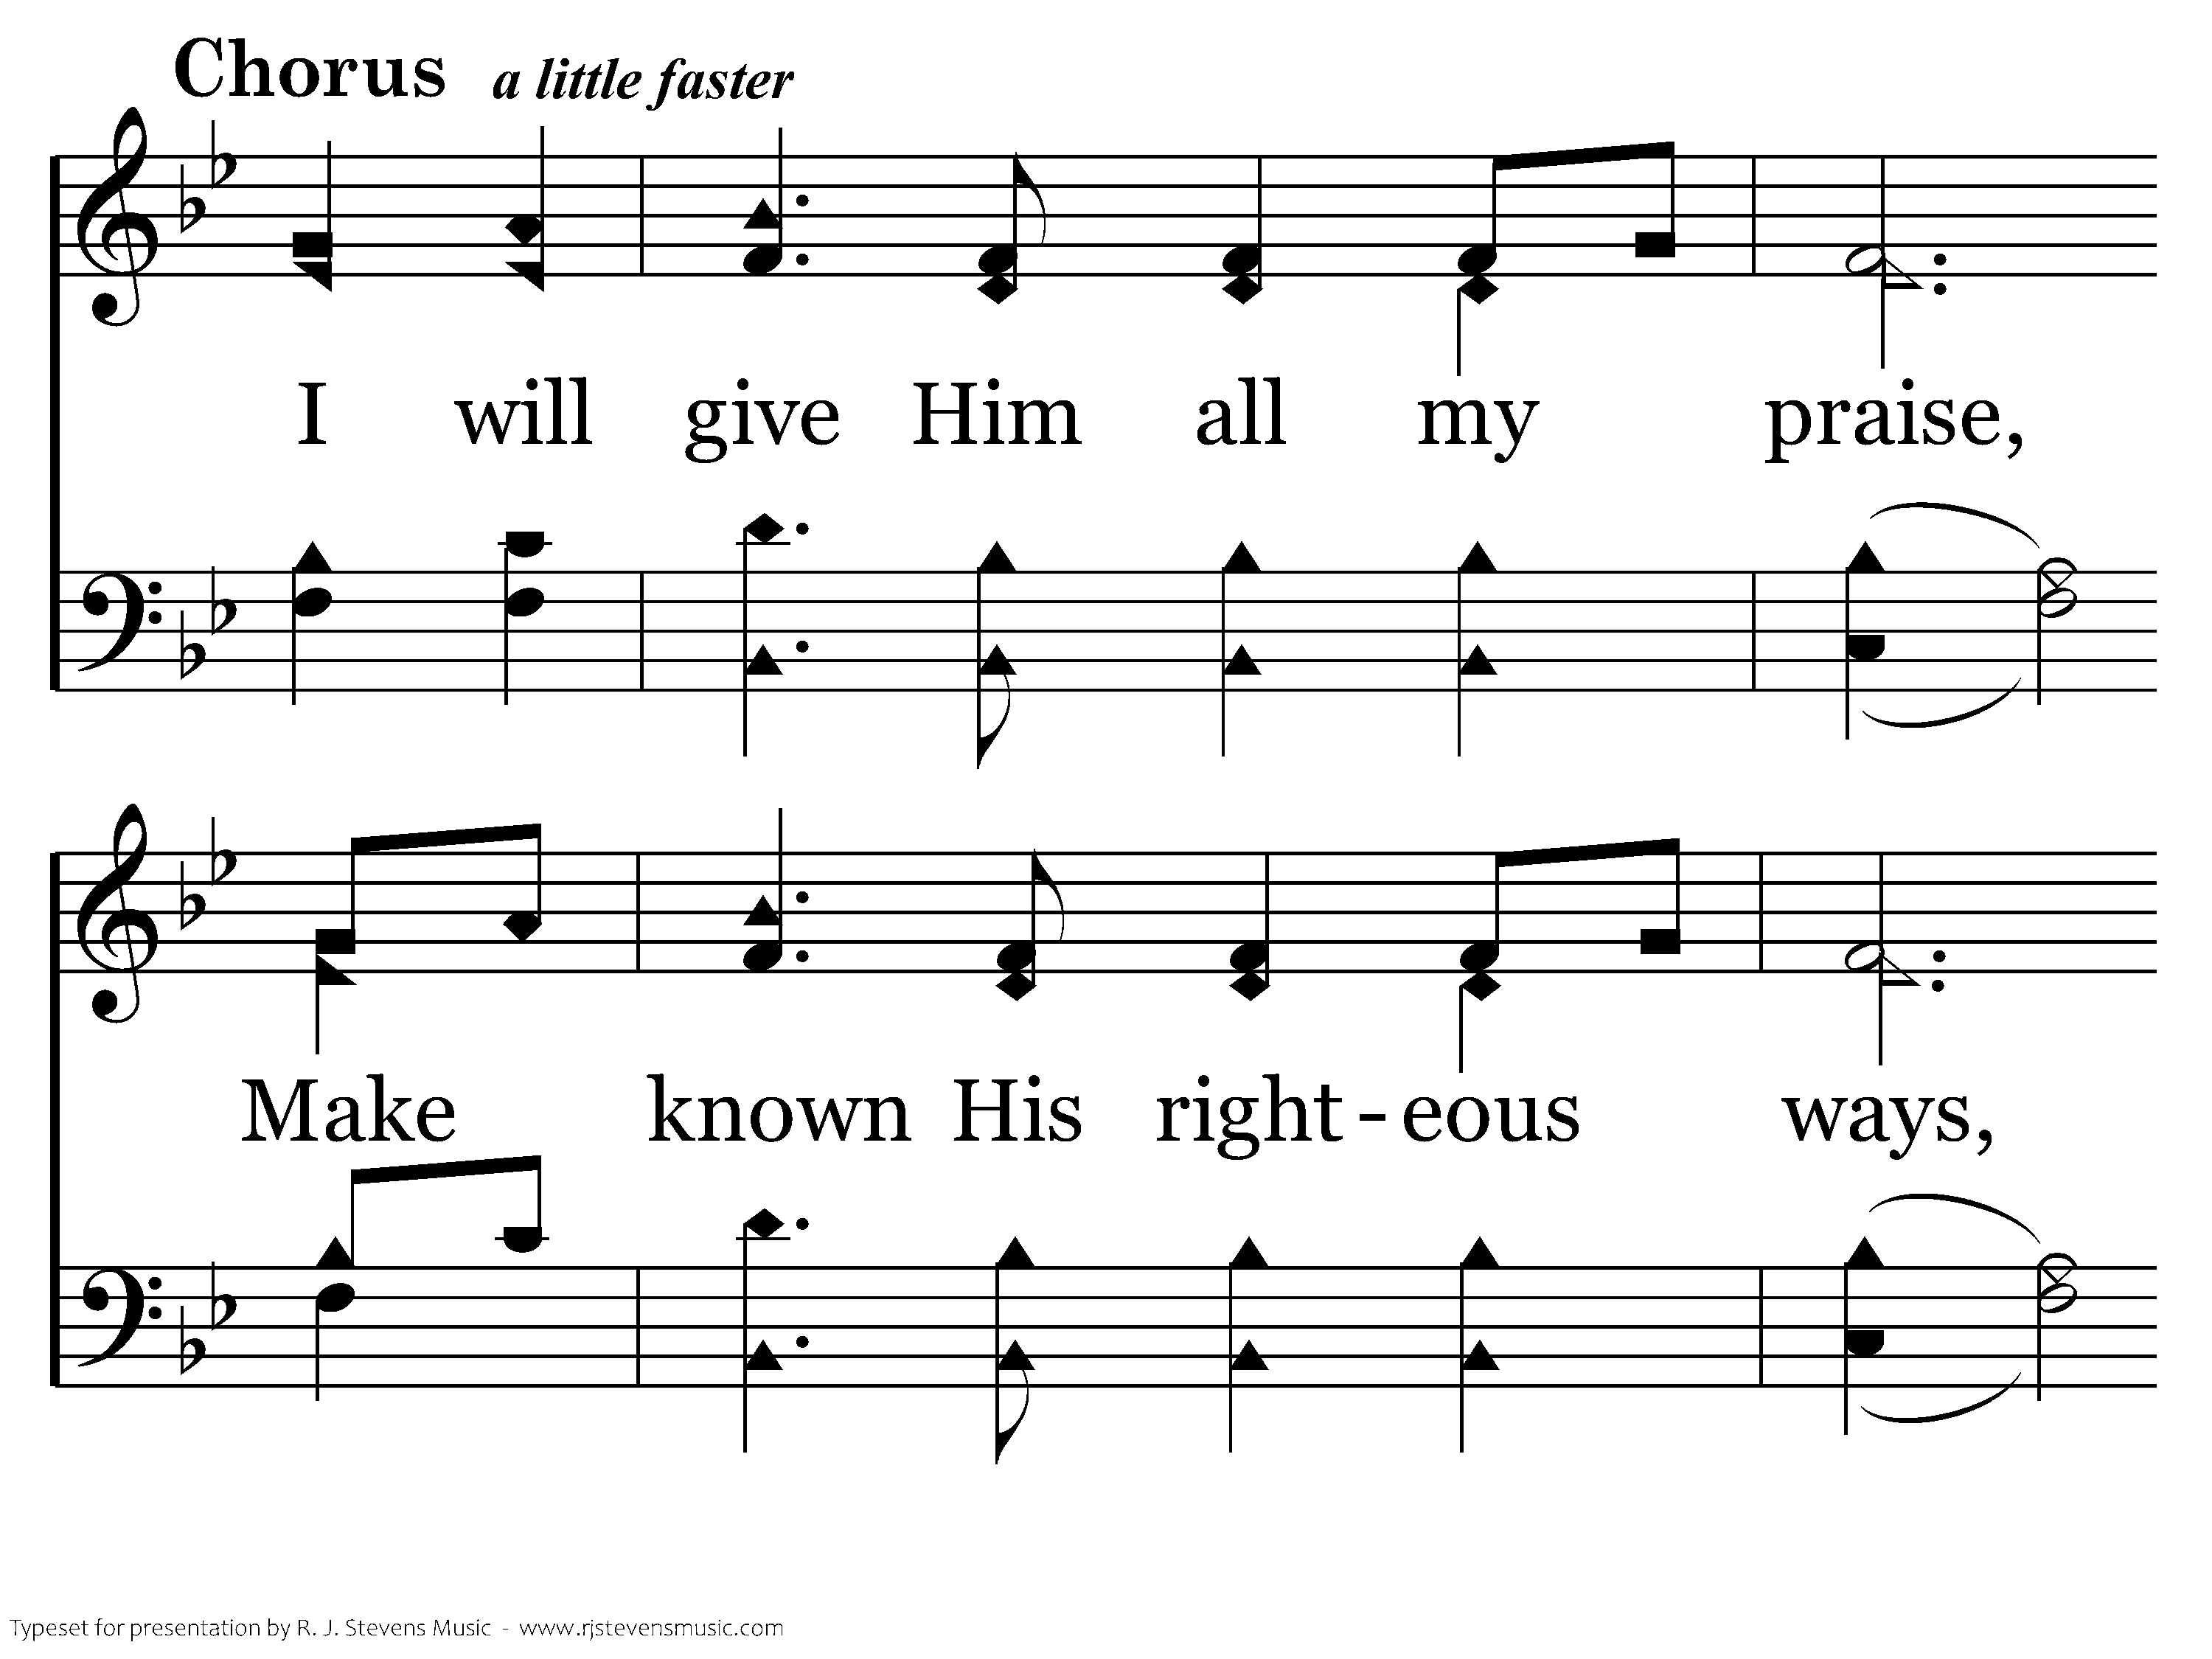 Chorus a little faster
I will give Him all my praise,
Make known His right-eous ways,
Typeset for presentation by R. J. Stevens Music - www.rjstevensmusic.com